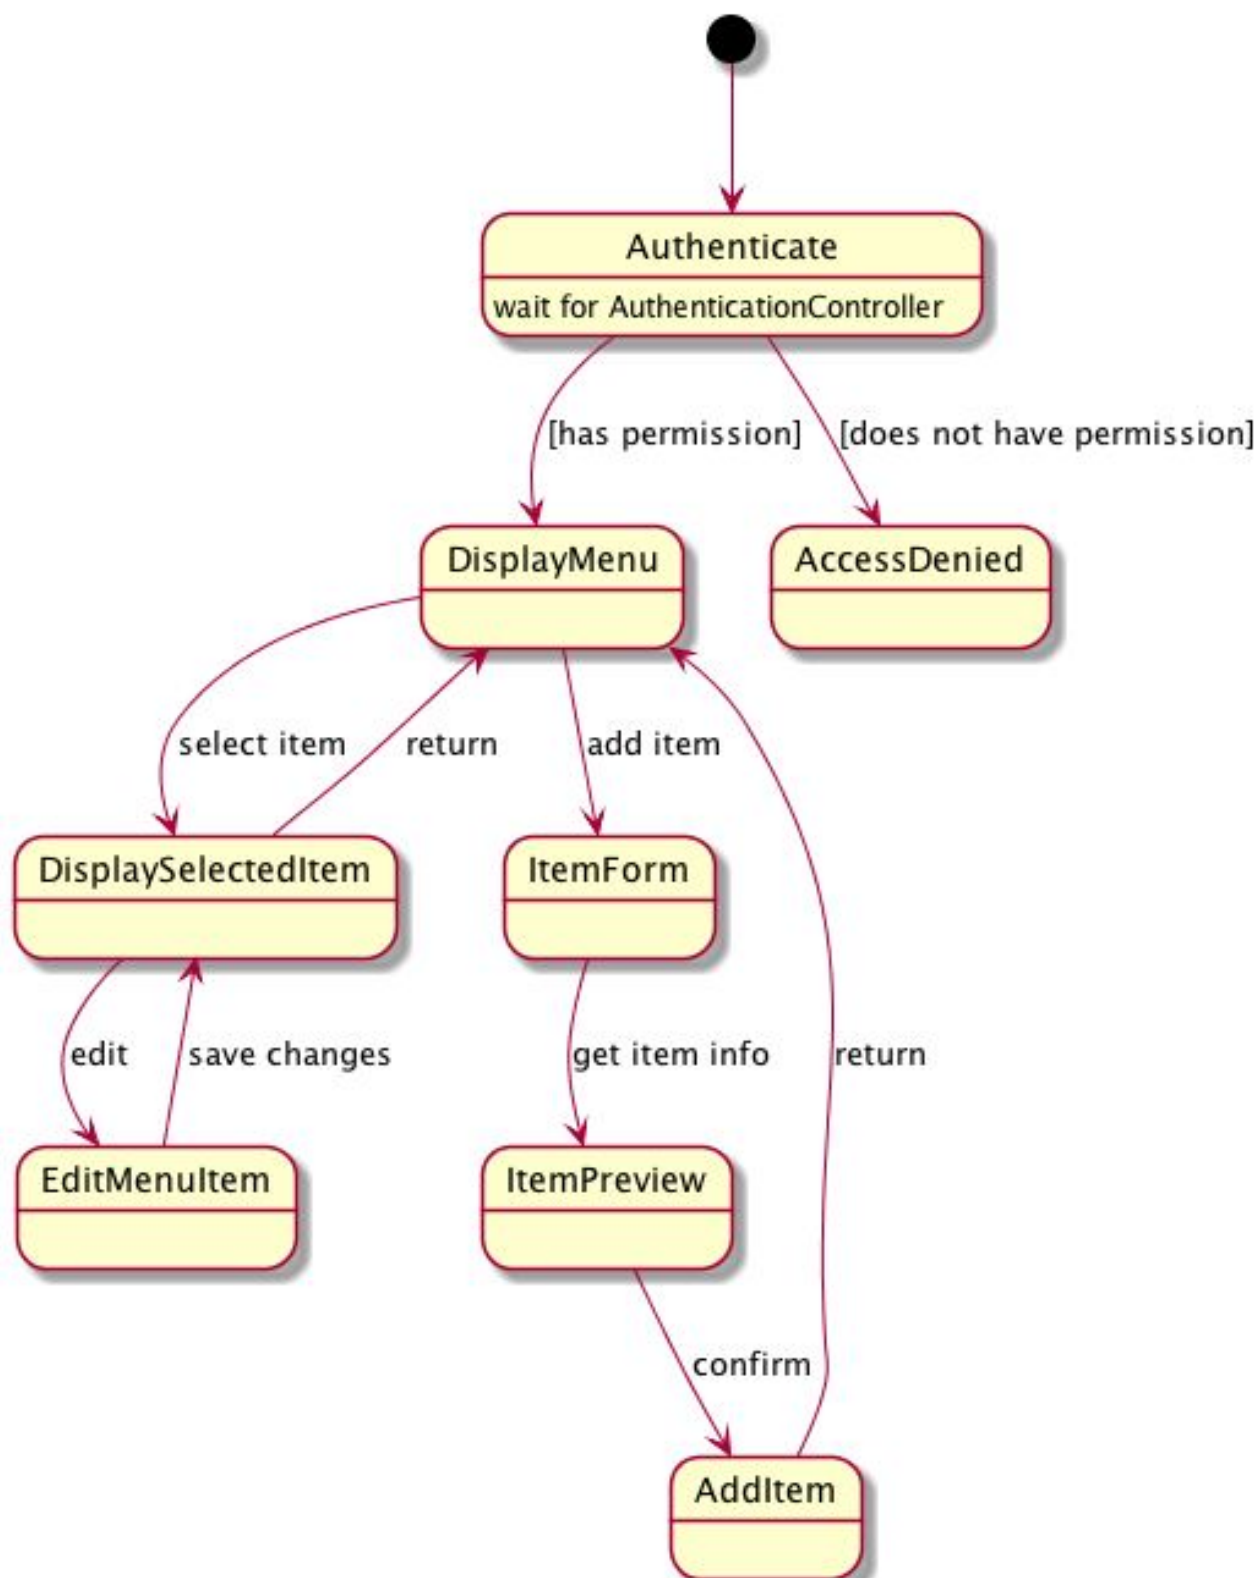 Authenticate
wait for AuthenticationController
[has permission]
[does not have permission]
DisplayMenu
AccessDenied
select item
return
add item
DisplaySelectedItem
ItemForm
edit
save changes
get item info
return
EditMenuItem
ItemPreview
confirm
AddItem